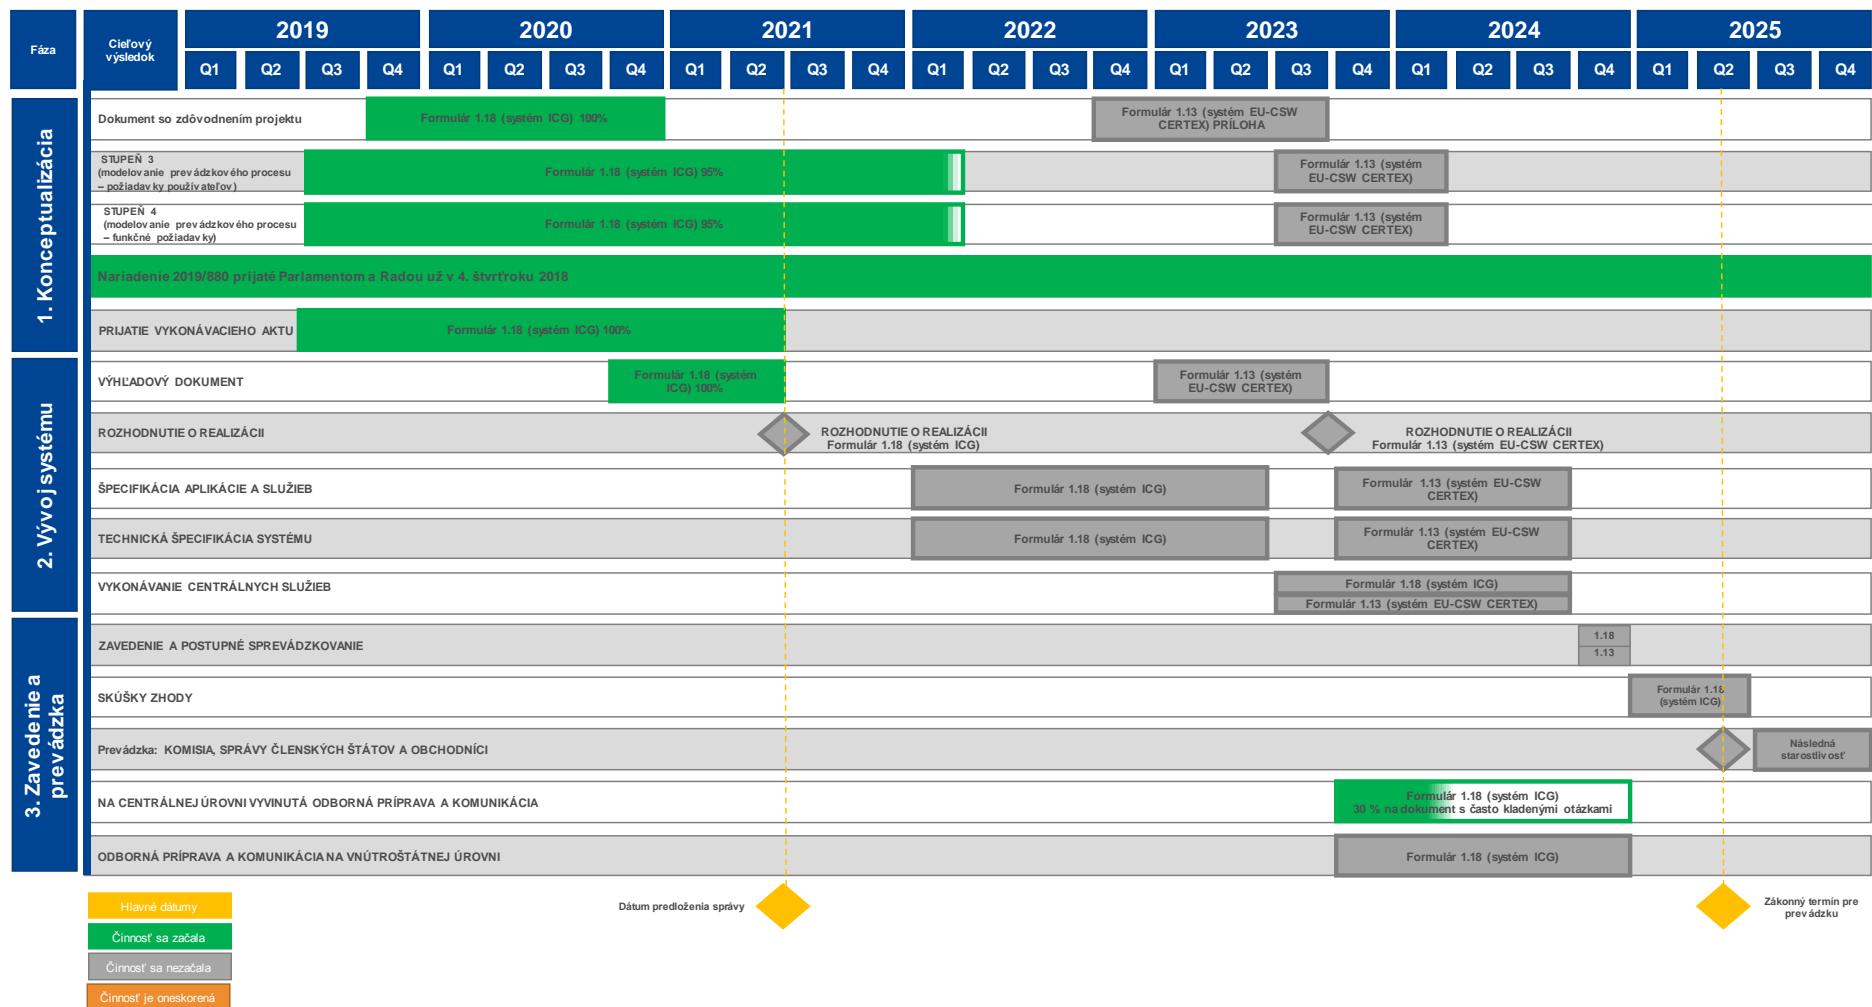 Fáza
Cieľový
výsledok
2019
2020
2021
2022
2023
2024
2025
Q1 Q2 Q3 Q4 Q1 Q2 Q3 Q4 Q1 Q2 Q3 Q4 Q1 Q2 Q3 Q4 Q1 Q2 Q3 Q4 Q1 Q2 Q3 Q4 Q1 Q2 Q3 Q4
1. Konceptualizácia
Dokument so zdôvodnením projektu
Formulár 1.18 (systém ICG) 100%
Formulár 1.13 (systém EU-CSW
CERTEX) PRÍLOHA
STUPEŇ 3
(modelovanie prevádzkového procesu
– požiadavky používateľov)
Formulár 1.18 (systém ICG) 95%
Formulár 1.13 (systém
EU-CSW CERTEX)
STUPEŇ 4
(modelovanie prevádzkového procesu
– funkčné požiadavky)
Formulár 1.18 (systém ICG) 95%
Formulár 1.13 (systém
EU-CSW CERTEX)
Nariadenie 2019/880 prijaté Parlamentom a Radou už v 4. štvrťroku 2018
PRIJATIE VYKONÁVACIEHO AKTU
Formulár 1.18 (systém ICG) 100%
2. Vývoj systému
VÝHĽADOVÝ DOKUMENT
Formulár 1.18 (systém
ICG) 100%
Formulár 1.13 (systém
EU-CSW CERTEX)
ROZHODNUTIE O REALIZÁCII
ROZHODNUTIE O REALIZÁCII
Formulár 1.18 (systém ICG)
ROZHODNUTIE O REALIZÁCII
Formulár 1.13 (systém EU-CSW CERTEX)
ŠPECIFIKÁCIA APLIKÁCIE A SLUŽIEB
Formulár 1.18 (systém ICG)
Formulár 1.13 (systém EU-CSW
CERTEX)
TECHNICKÁ ŠPECIFIKÁCIA SYSTÉMU
Formulár 1.18 (systém ICG)
Formulár 1.13 (systém EU-CSW
CERTEX)
VYKONÁVANIE CENTRÁLNYCH SLUŽIEB
Formulár 1.18 (systém ICG)
Formulár 1.13 (systém EU-CSW CERTEX)
3. Zavedenie a
prevádzka
ZAVEDENIE A POSTUPNÉ SPREVÁDZKOVANIE
1.18
1.13
SKÚŠKY ZHODY
Formulár 1.18
(systém ICG)
Prevádzka: KOMISIA, SPRÁVY ČLENSKÝCH ŠTÁTOV A OBCHODNÍCI
Následná
starostlivosť
NA CENTRÁLNEJ ÚROVNI VYVINUTÁ ODBORNÁ PRÍPRAVA A KOMUNIKÁCIA
Formulár 1.18 (systém ICG)
30 % na dokument s často kladenými otázkami
ODBORNÁ PRÍPRAVA A KOMUNIKÁCIA NA VNÚTROŠTÁTNEJ ÚROVNI
Formulár 1.18 (systém ICG)
Hlavné dátumy
Činnosť sa začala
Činnosť sa nezačala
Činnosť je oneskorená
Dátum predloženia správy
Zákonný termín pre
prevádzku